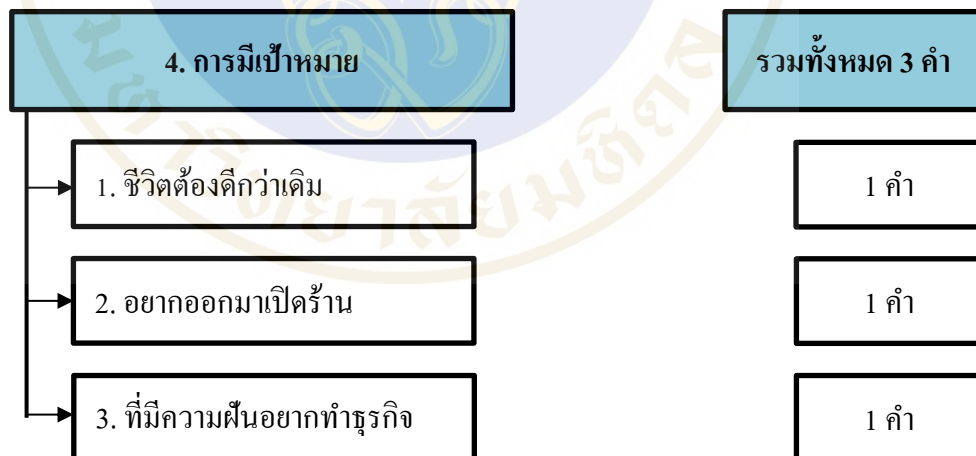 4. การมีเป้าหมาย
รวมทั้งหมด 3 คำ
1. ชีวิตต้องดีกว่าเดิม
1 คำ
2. อยากออกมาเปิดร้าน
1 คำ
3. ที่มีความฝันอยากทำธุรกิจ
1 คำ